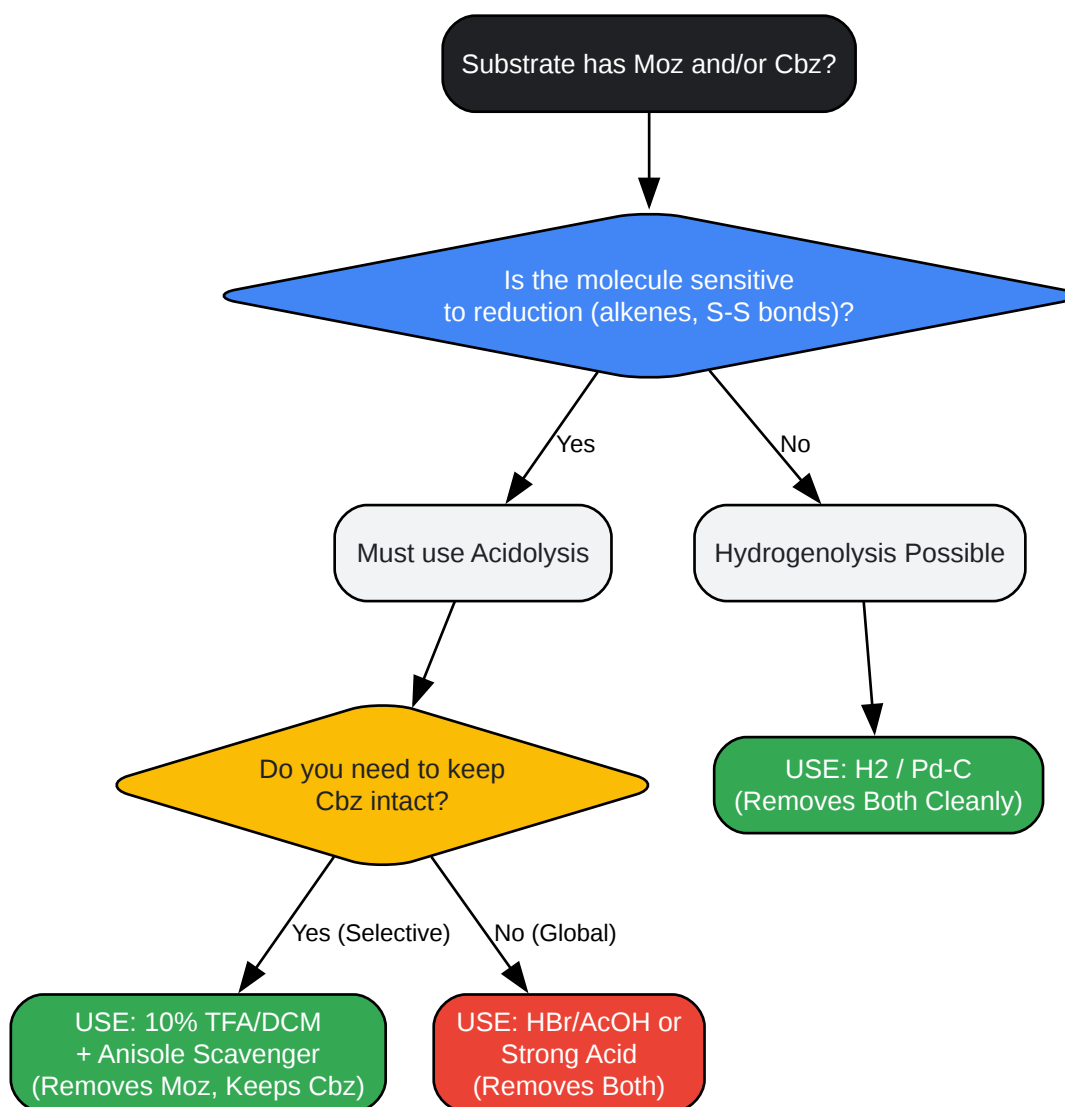 Substrate has Moz and/or Cbz?
Is the molecule sensitive
to reduction (alkenes, S-S bonds)?
Yes
No
Must use Acidolysis
Hydrogenolysis Possible
Do you need to keep
Cbz intact?
USE: H2 / Pd-C
(Removes Both Cleanly)
Yes (Selective)
No (Global)
USE: 10% TFA/DCM
+ Anisole Scavenger
(Removes Moz, Keeps Cbz)
USE: HBr/AcOH or
Strong Acid
(Removes Both)